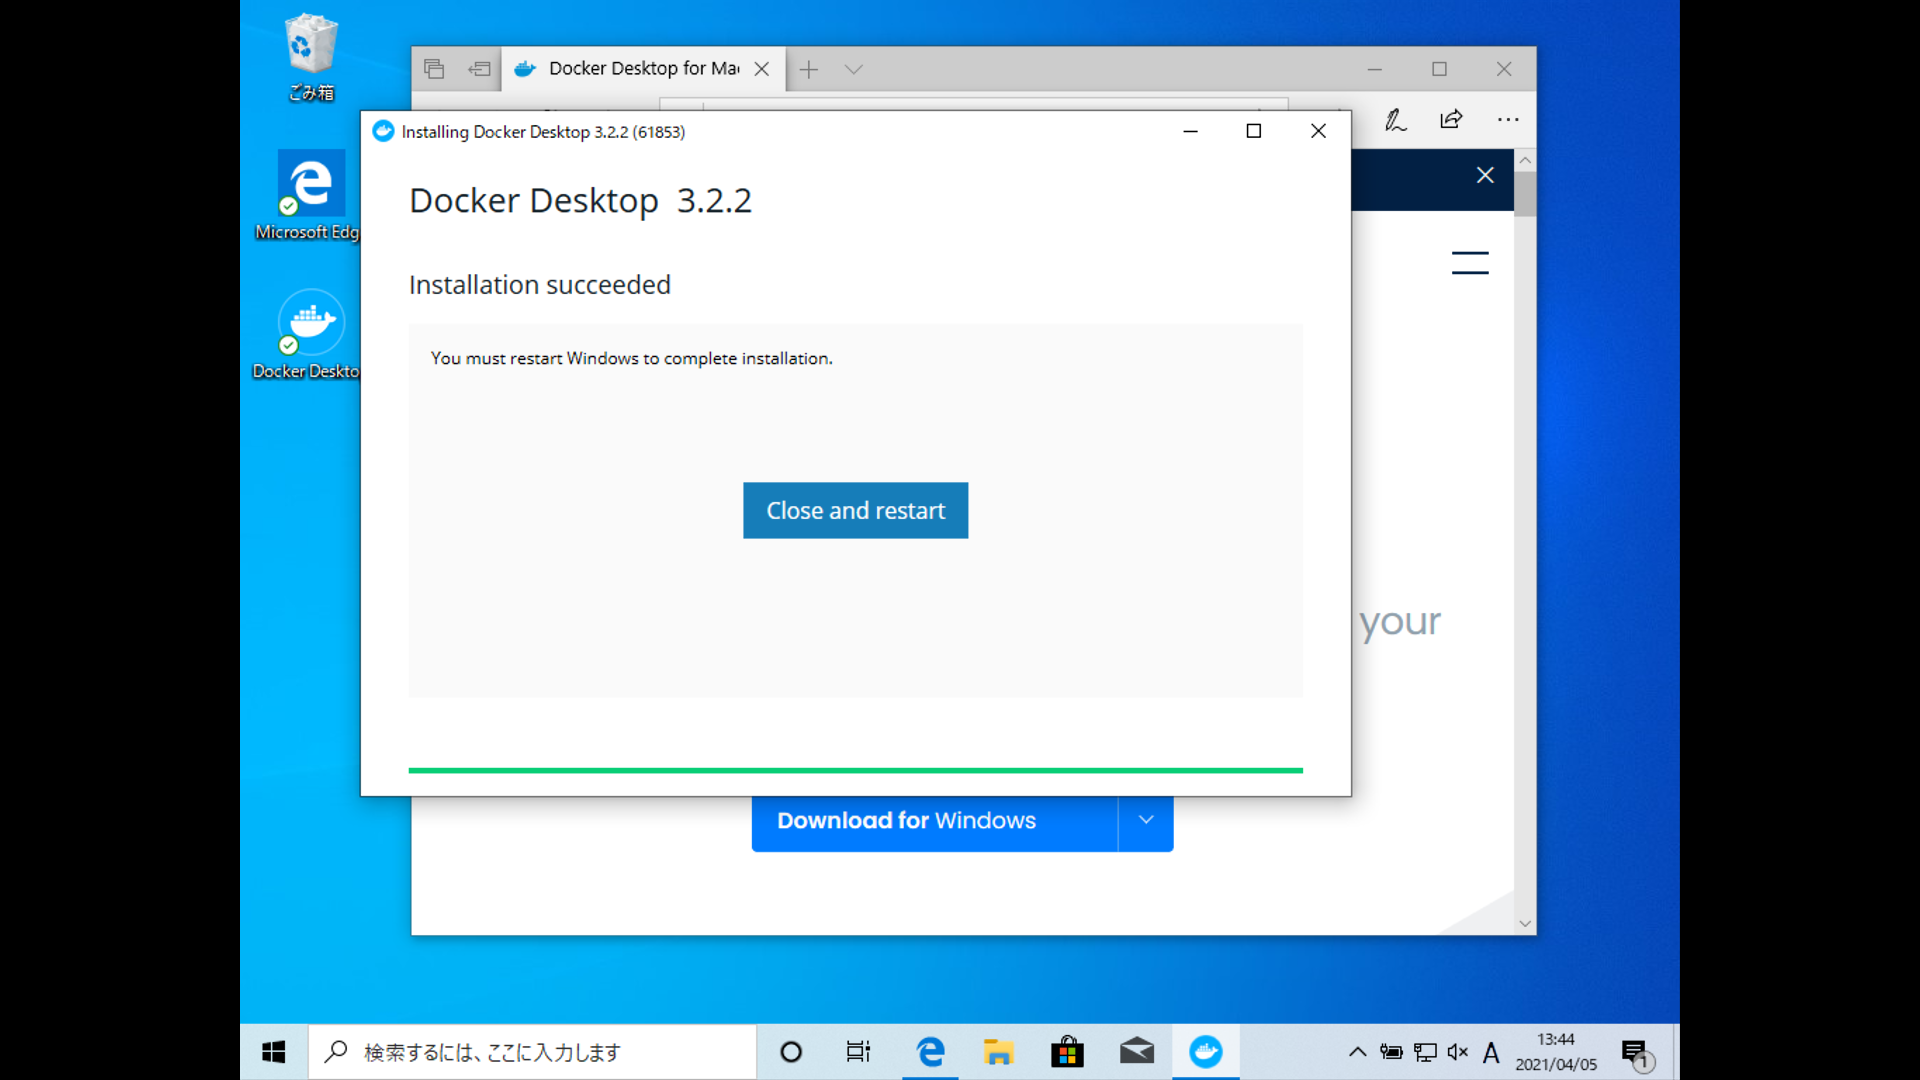 ごみ箱
Microsoft Edg
Docker Deskto
Docker Desktop for Mac
Installing Docker Desktop 3.2.2 (61853)
Docker Desktop 3.2.2
Installation succeeded
You must restart Windows to complete installation.
Close and restart
your
Download for Windows
検索するには、ここに入力します
A
13:44
2021/04/05
1